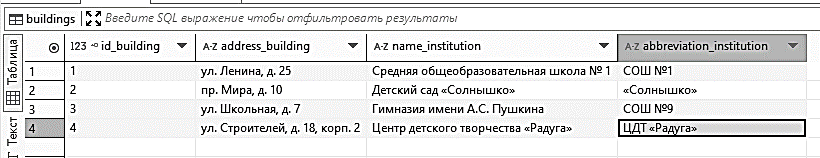 buildings Введите SQL выражение чтобы отфильтровать результаты
Таблица
Текст
123 id_building A-Z address_building A-Z name_institution A-Z abbreviation_institution
1 1 ул. Ленина, д. 25 Средняя общеобразовательная школа № 1 СОШ №1
2 2 пр. Мира, д. 10 Детский сад «Солнышко» «Солнышко»
3 3 ул. Школьная, д. 7 Гимназия имени А.С. Пушкина СОШ №9
4 4 ул. Строителей, д. 18, корп. 2 Центр детского творчества «Радуга» ЦДТ «Радуга»